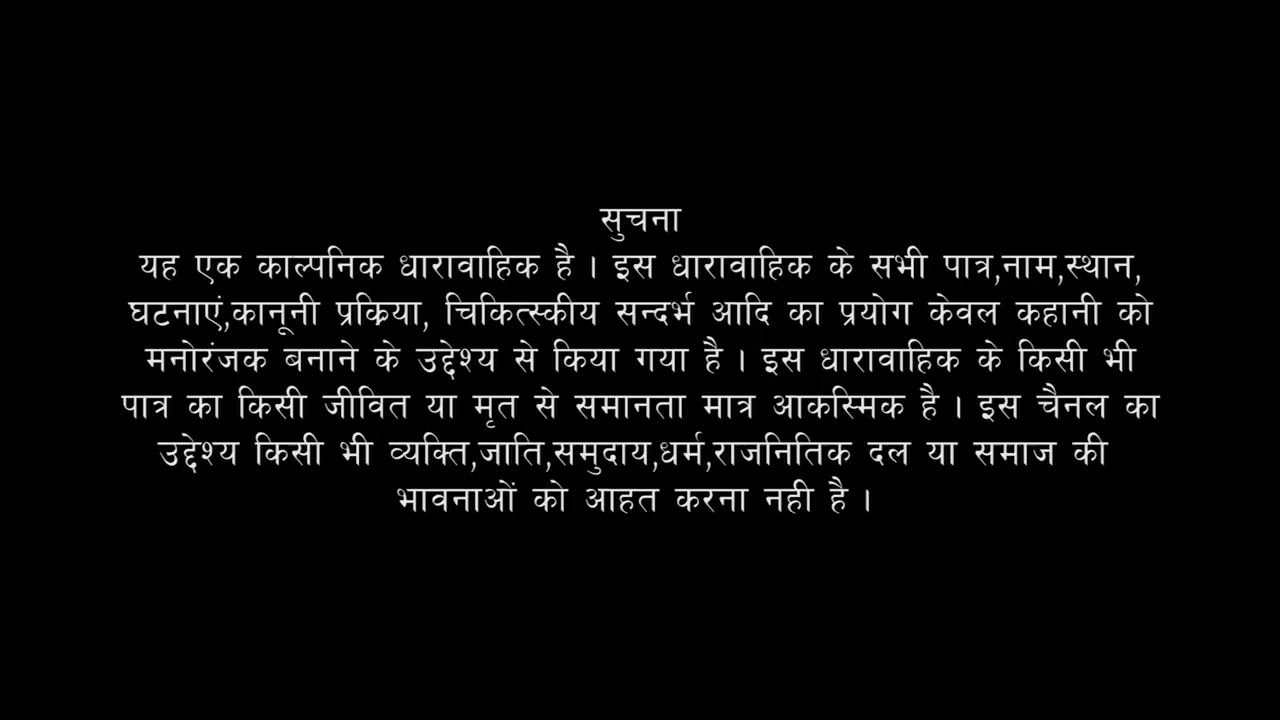 सुचना
यह एक काल्पनिक धारावाहिक है । इस धारावाहिक के सभी पात्र,नाम,स्थान,
घटनाएं,कानूनी प्रक्रिया, चिकित्स्कीय सन्दर्भ आदि का प्रयोग केवल कहानी को
मनोरंजक बनाने के उद्देश्य से किया गया है । इस धारावाहिक के किसी भी
पात्र का किसी जीवित या मृत से समानता मात्र आकस्मिक है । इस चैनल का
उद्देश्य किसी भी व्यक्ति,जाति,समुदाय,धर्म,राजनितिक दल या समाज की
भावनाओं को आहत करना नही है ।